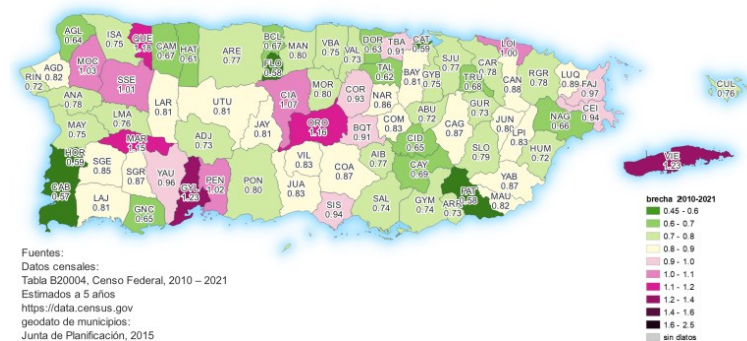 AGL
0.64
ISA
0.75
QUE
1.18
CAM
0.67
HAT
0.61
ARE
0.77
BCL
0.67
FLO
0.58
MAN
0.80
VBA
0.75
VAL
0.73
DOR
0.63
TBA
0.91
CAT
0.59
LOI
1.00
MOC
1.03
TAL
0.62
SJU
0.77
CAR
0.78
TRU
0.68
RIN
0.72
AGD
0.82
SSE
1.01
LAR
0.81
UTU
0.81
CIA
1.07
MOR
0.80
COR
0.93
NAR
0.86
BAY
0.81
GYB
0.75
CAN
0.88
RGR
0.78
LUQ
0.89
FAJ
0.97
CUL
0.76
ANA
0.78
LMA
0.76
ORO
1.16
ABU
0.72
GUR
0.73
CEI
0.94
MAY
0.75
MAR
1.15
ADJ
0.73
JAY
0.81
BQT
0.91
COM
0.83
CAG
0.87
JUN
0.80
LPI
0.83
NAG
0.66
HOR
0.59
SGE
0.85
VIL
0.83
COA
0.87
AIB
0.77
CID
0.65
SLO
0.79
HUM
0.72
VIE
1.23
CAB
0.57
SGR
0.87
YAU
0.96
GYL
1.23
PEN
1.02
PON
0.80
JUA
0.83
CAY
0.69
YAB
0.87
LAJ
0.81
GNC
0.65
SIS
0.94
SAL
0.74
GYM
0.74
ARR
0.73
PAT
0.58
MAU
0.82
brecha 2010-2021
0.45 - 0.6
0.6 - 0.7
0.7 - 0.8
0.8 - 0.9
0.9 - 1.0
1.0 - 1.1
1.1 - 1.2
1.2 - 1.4
1.4 - 1.6
1.6 - 2.5
sin datos
Fuentes:
Datos censales:
Tabla B20004, Censo Federal, 2010 – 2021
Estimados a 5 años
https://data.census.gov
geodato de municipios:
Junta de Planificación, 2015